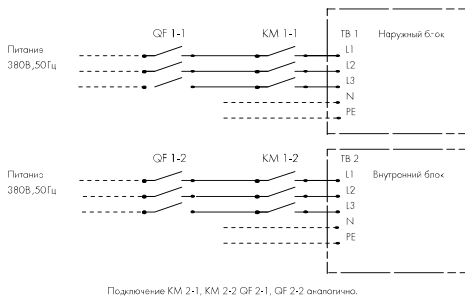 QF 1-1 KM 1-1 TB 1 Наружный блок
Питание
380В,50Гц
L1
L2
L3
N
PE
QF 1-2 KM 1-2 TB 2
Питание
380В,50Гц
L1 Внутренний блок
L2
L3
N
PE
Подключение KM 2-1, KM 2-2 QF 2-1, QF 2-2 аналогично.